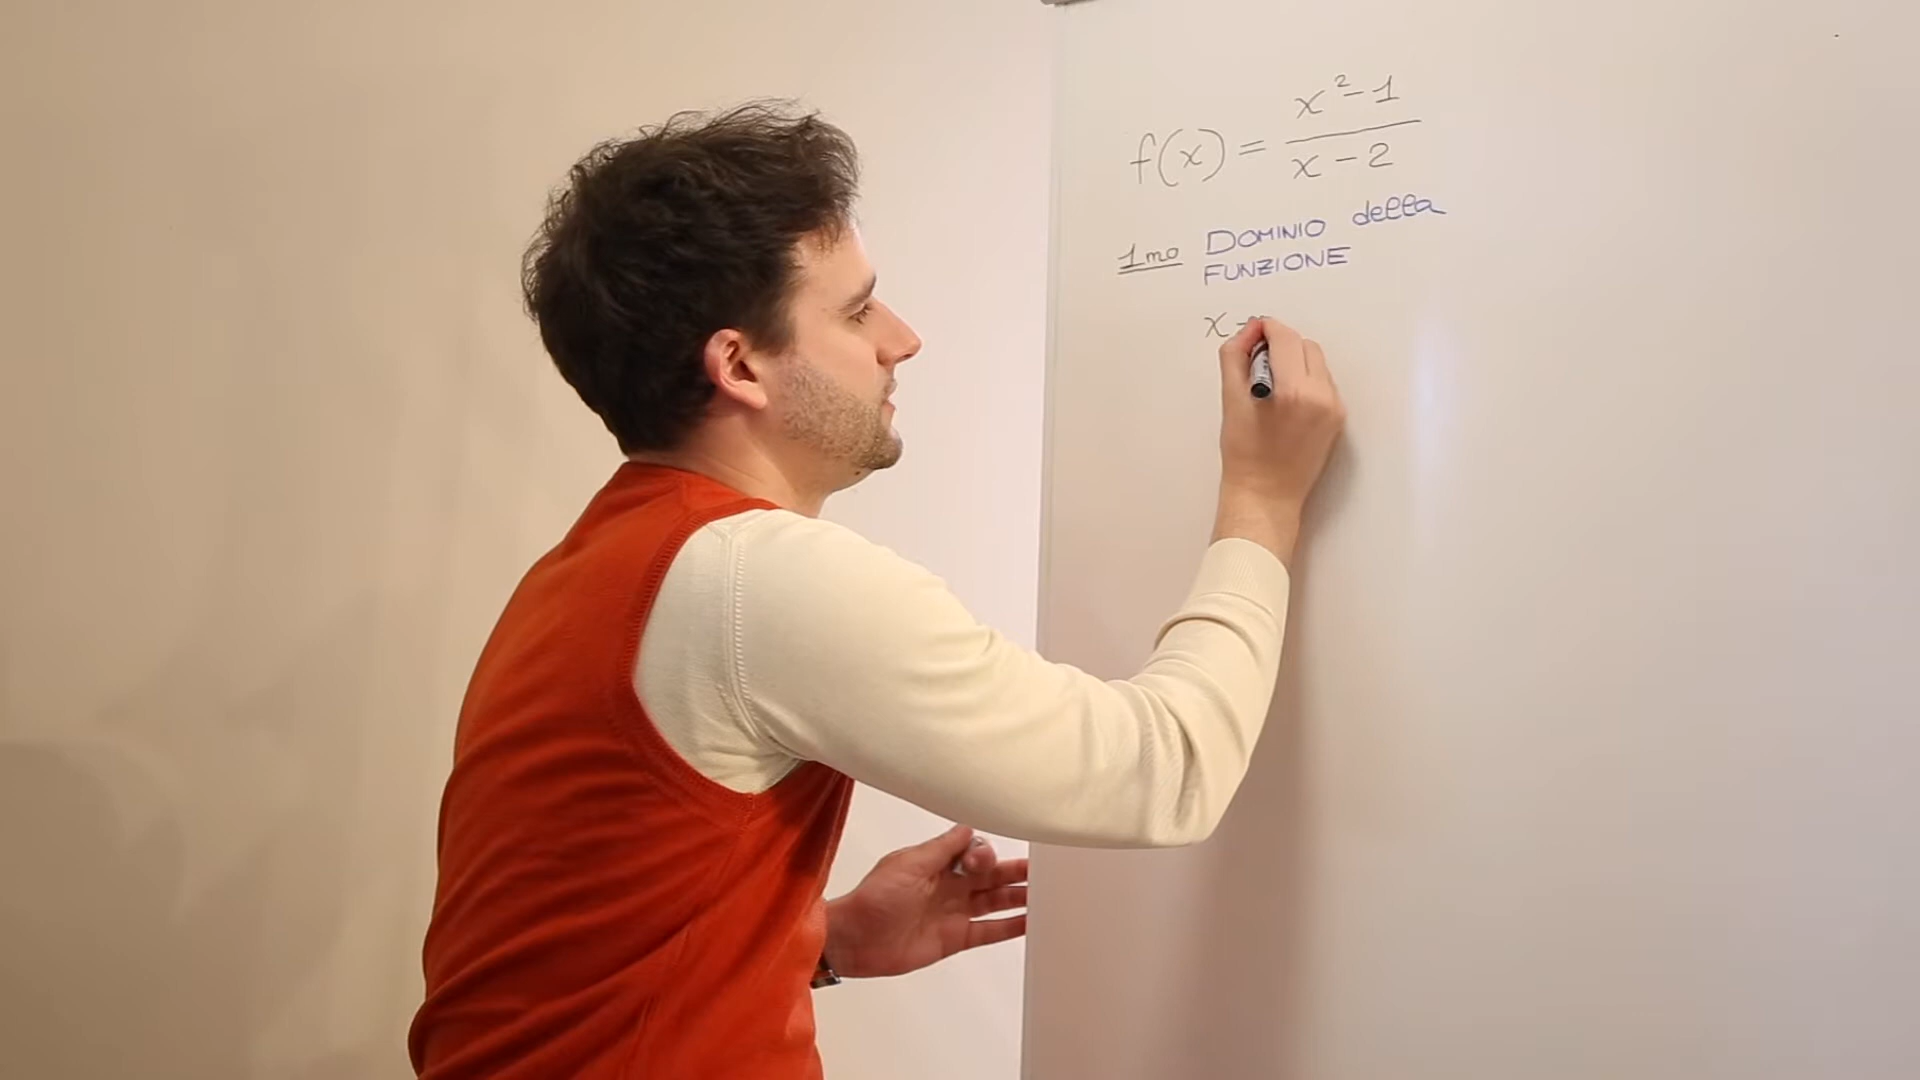 f(x) = x²-1 / x-2
1mo DOMINIO della
FUNZIONE
x -